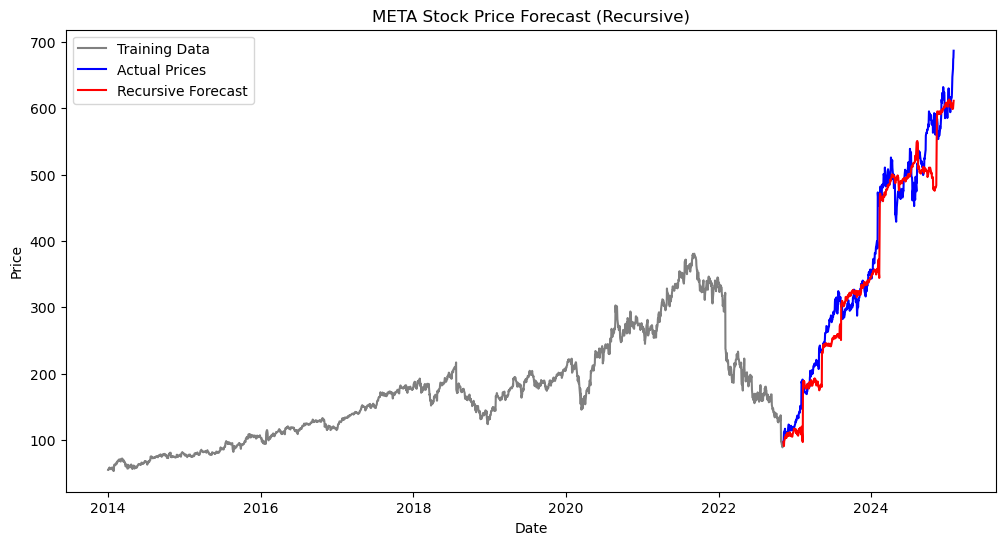 META Stock Price Forecast (Recursive)
Training Data
Actual Prices
Recursive Forecast
700
600
500
400
300
200
100
Price
2014 2016 2018 2020 2022 2024
Date